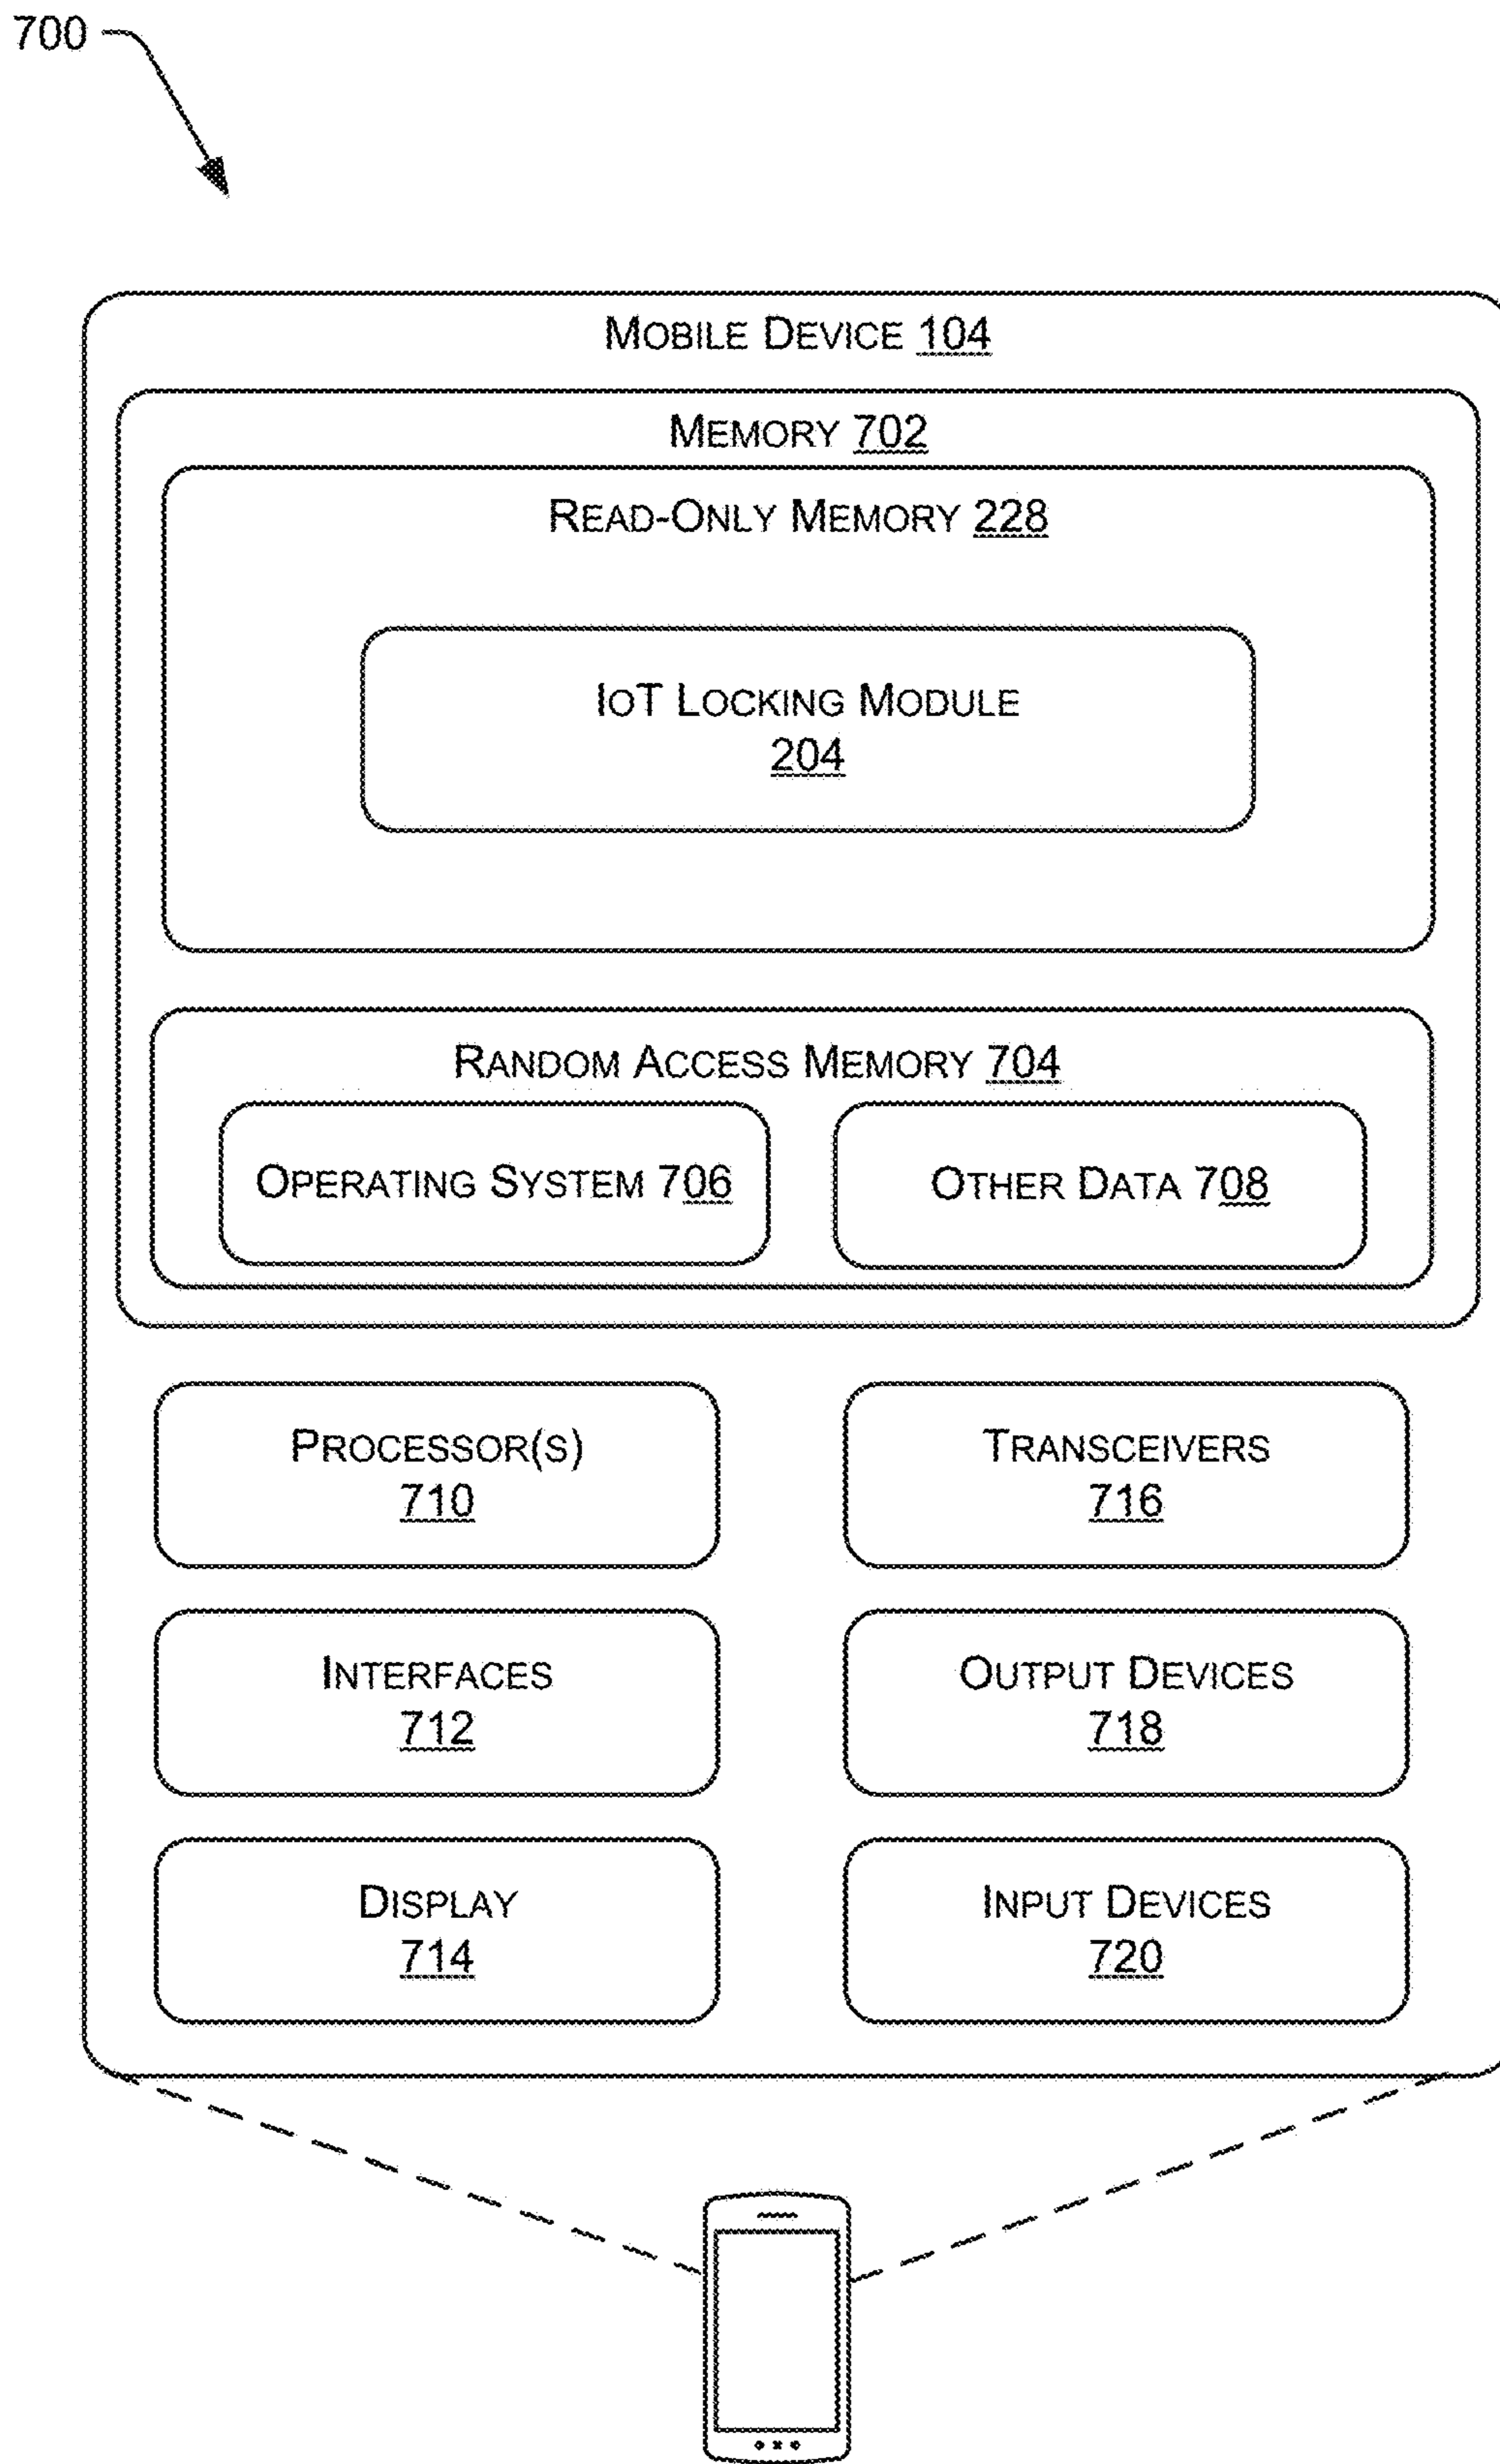 700
MOBILE DEVICE 104
MEMORY 702
READ-ONLY MEMORY 228
IOT LOCKING MODULE
204
RANDOM ACCESS MEMORY 704
OPERATING SYSTEM 706
OTHER DATA 708
PROCESSOR(S)
710
TRANSCEIVERS
716
INTERFACES
712
OUTPUT DEVICES
718
DISPLAY
714
INPUT DEVICES
720